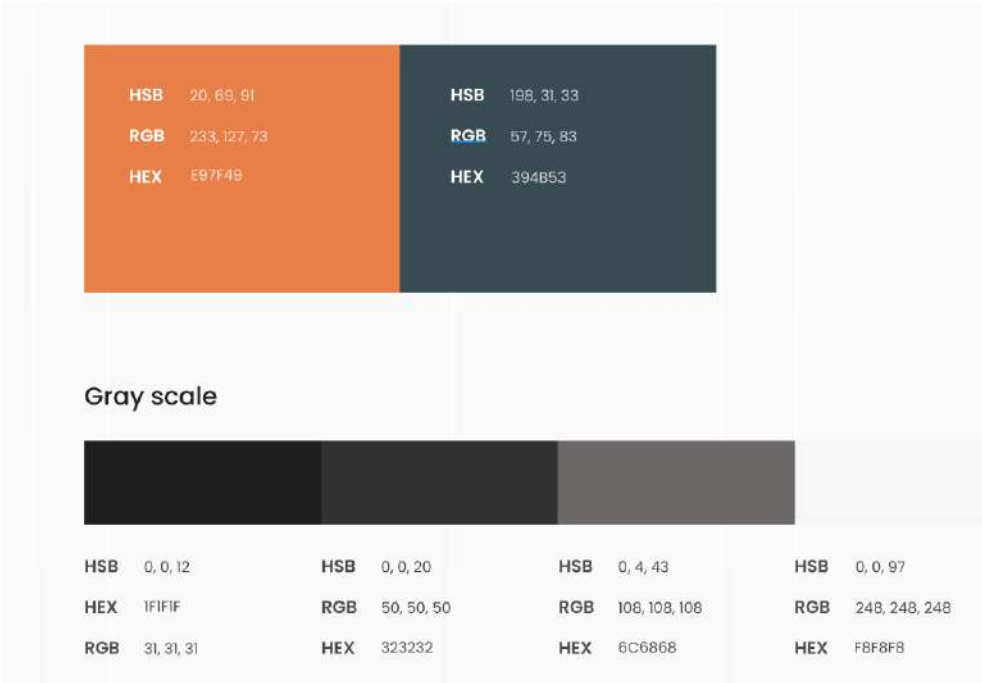 HSB 20, 69, 91
RGB 233, 127, 73
HEX E97F49
HSB 198, 31, 33
RGB 57, 75, 83
HEX 394B53
Gray scale
HSB 0, 0, 12
HEX 1F1F1F
RGB 31, 31, 31
HSB 0, 0, 20
RGB 50, 50, 50
HEX 323232
HSB 0, 4, 43
RGB 108, 108, 108
HEX 6C6868
HSB 0, 0, 97
RGB 248, 248, 248
HEX F8F8F8